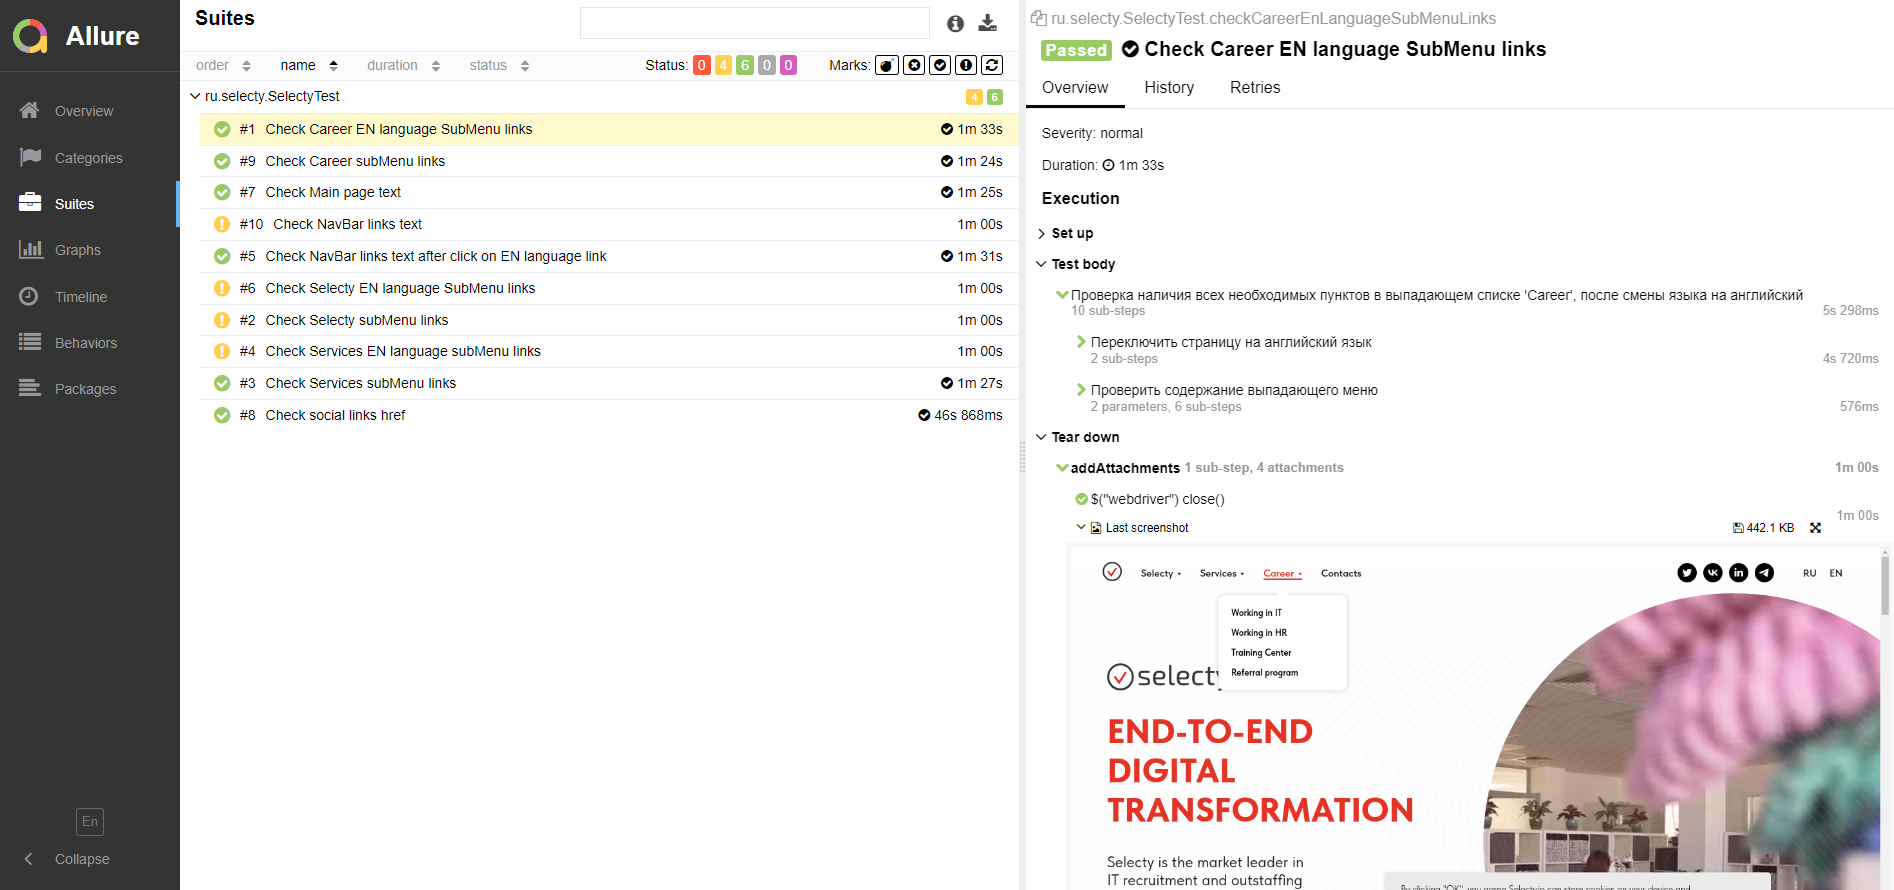 Allure
Overview
Categories
Suites
Graphs
Timeline
Behaviors
Packages
En
Collapse
Suites
order name duration status Status: 0 4 6 0 0 Marks:
ru.selecty.SelectyTest 4 6
#1 Check Career EN language SubMenu links 1m 33s
#9 Check Career subMenu links 1m 24s
#7 Check Main page text 1m 25s
#10 Check NavBar links text 1m 00s
#5 Check NavBar links text after click on EN language link 1m 31s
#6 Check Selecty EN language SubMenu links 1m 00s
#2 Check Selecty subMenu links 1m 00s
#4 Check Services EN language subMenu links 1m 00s
#3 Check Services subMenu links 1m 27s
#8 Check social links href 46s 868ms
ru.selecty.SelectyTest.checkCareerEnLanguageSubMenuLinks
Passed Check Career EN language SubMenu links
Overview History Retries
Severity: normal
Duration: 1m 33s
Execution
Set up
Test body
Проверка наличия всех необходимых пунктов в выпадающем списке 'Career', после смены языка на английский
10 sub-steps 5s 298ms
Переключить страницу на английский язык
2 sub-steps 4s 720ms
Проверить содержание выпадающего меню
2 parameters, 6 sub-steps 576ms
Tear down
addAttachments 1 sub-step, 4 attachments 1m 00s
$("webdriver") close()
1m 00s
Last screenshot 442.1 KB
Selecty Services Career Contacts RU EN
Working in IT
Working in HR
Training Center
Referral program
selecty
END-TO-END
DIGITAL
TRANSFORMATION
Selecty is the market leader in
IT recruitment and outstaffing